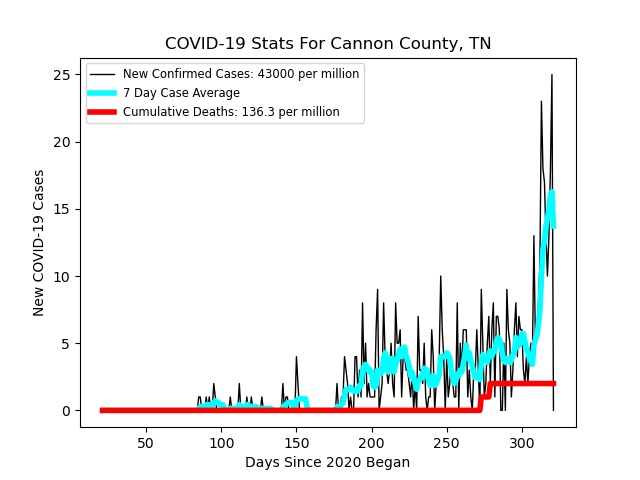 COVID-19 Stats For Cannon County, TN
New Confirmed Cases: 43000 per million
7 Day Case Average
Cumulative Deaths: 136.3 per million
New COVID-19 Cases
25
20
15
10
5
0
50 100 150 200 250 300
Days Since 2020 Began